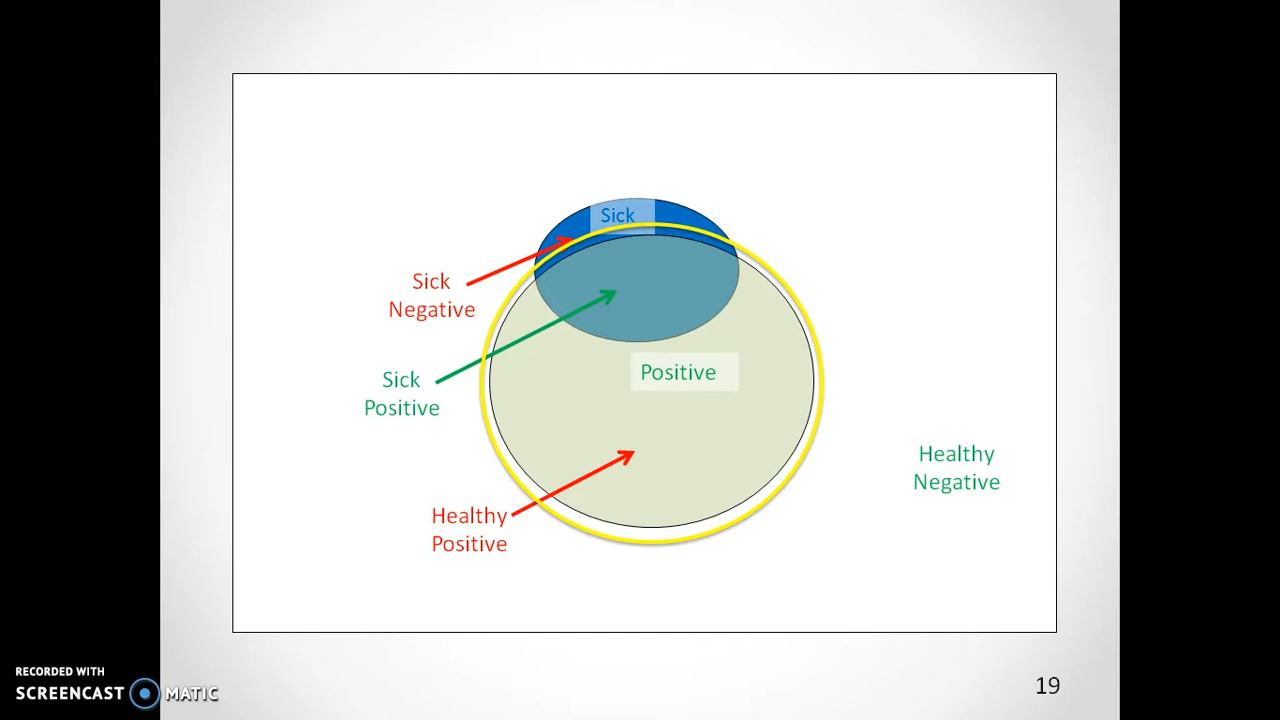 Sick
Sick
Negative
Positive
Sick
Positive
Healthy
Negative
Healthy
Positive
RECORDED WITH
SCREENCAST MATIC
19